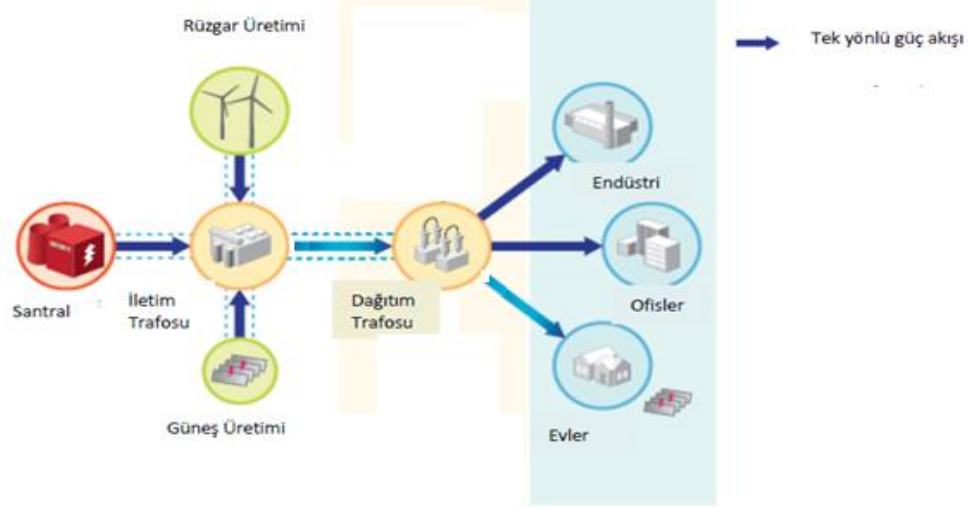 Rüzgar Üretimi
Tek yönlü güç akışı
Endüstri
Santral
İletim
Trafosu
Dağıtım
Trafosu
Ofisler
Güneş Üretimi
Evler